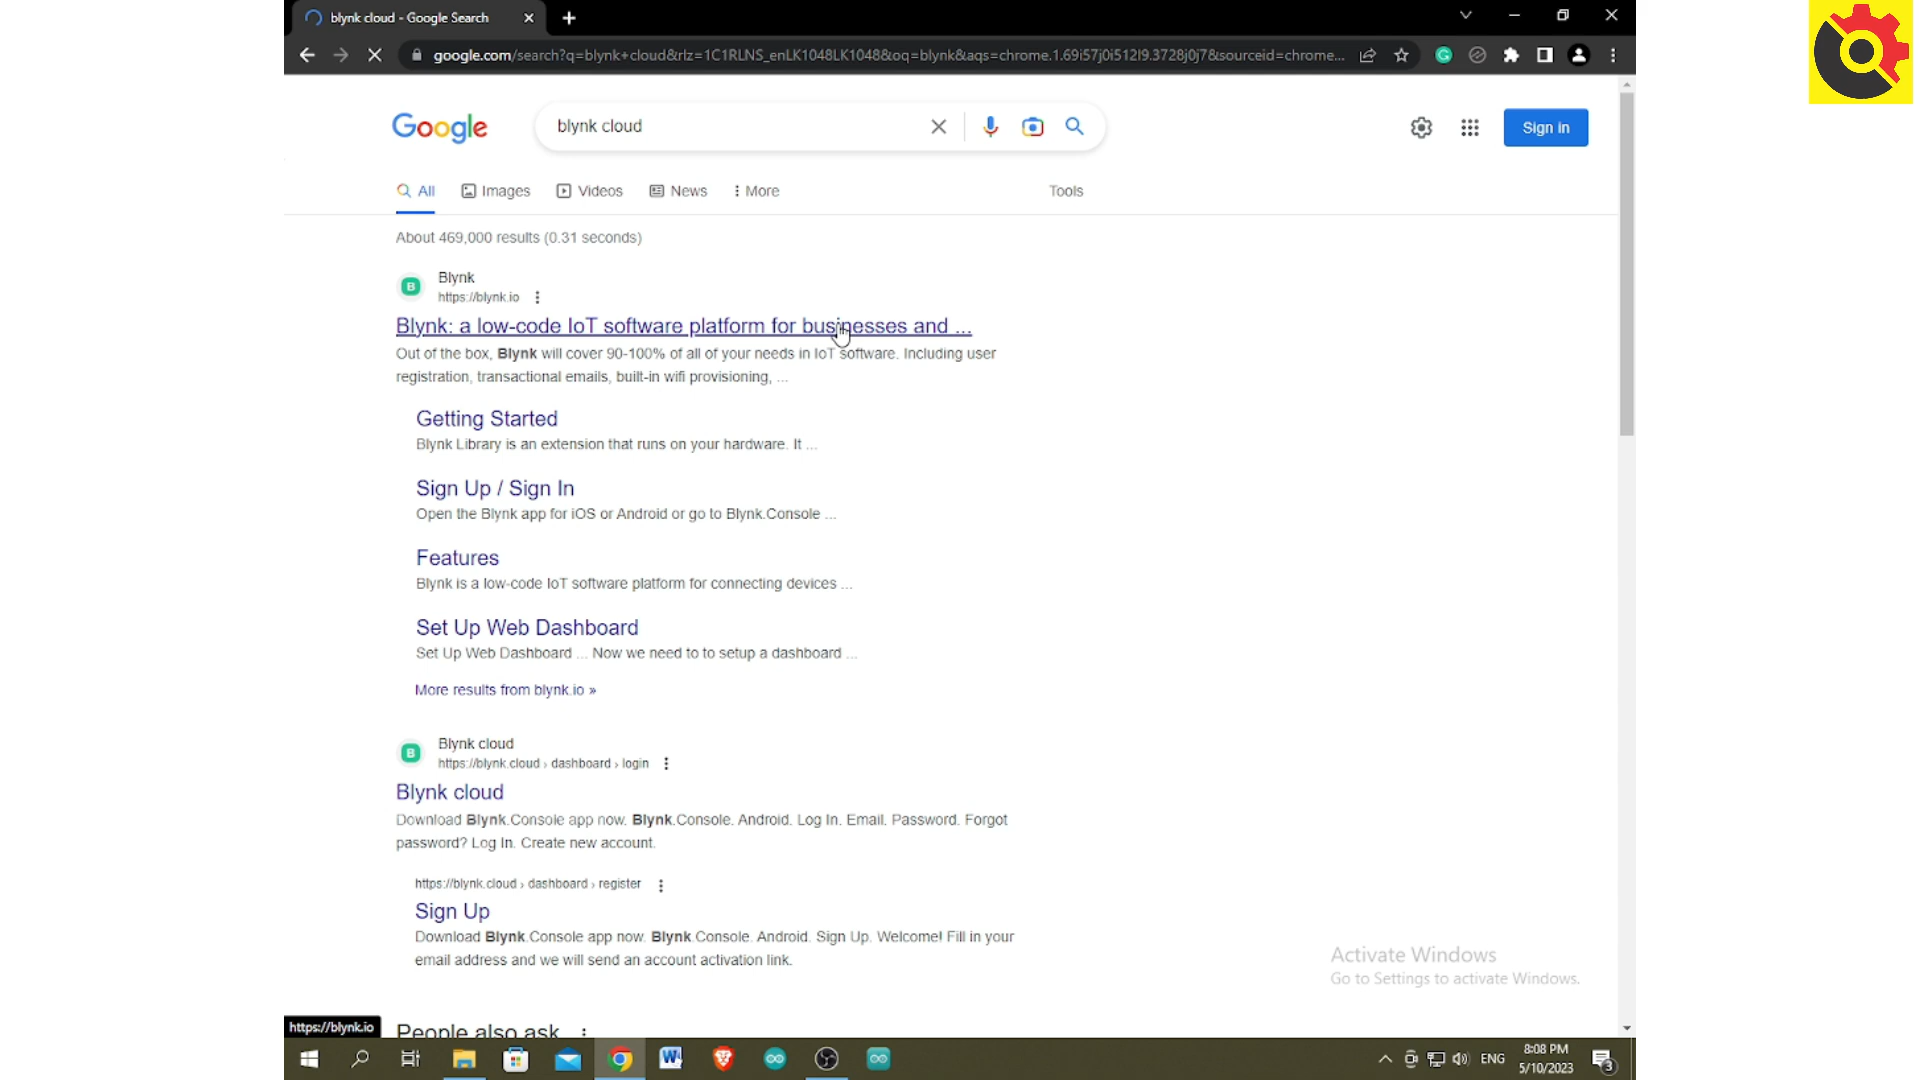 blynk cloud - Google Search
google.com/search?q=blynk+cloud&rlz=1C1RLNS_enLK1048LK1048&oq=blynk&aqs=chrome.1.69i57j0i512l9.3728j0j7&sourceid=chrome...
Google
blynk cloud
Sign in
All Images Videos News More Tools
About 469,000 results (0.31 seconds)
B Blynk
https://blynk.io
Blynk: a low-code IoT software platform for businesses and ...
Out of the box, Blynk will cover 90-100% of all of your needs in IoT software. Including user
registration, transactional emails, built-in wifi provisioning, ...
Getting Started
Blynk Library is an extension that runs on your hardware. It ...
Sign Up / Sign In
Open the Blynk app for iOS or Android or go to Blynk.Console ...
Features
Blynk is a low-code IoT software platform for connecting devices ...
Set Up Web Dashboard
Set Up Web Dashboard ... Now we need to to setup a dashboard ...
More results from blynk.io »
B Blynk cloud
https://blynk.cloud › dashboard › login
Blynk cloud
Download Blynk.Console app now. Blynk.Console. Android. Log In. Email. Password. Forgot
password? Log In. Create new account.
https://blynk.cloud › dashboard › register
Sign Up
Download Blynk.Console app now. Blynk.Console. Android. Sign Up. Welcome! Fill in your
email address and we will send an account activation link.
Activate Windows
Go to Settings to activate Windows.
https://blynk.io
People also ask
ENG
8:08 PM
5/10/2023
3